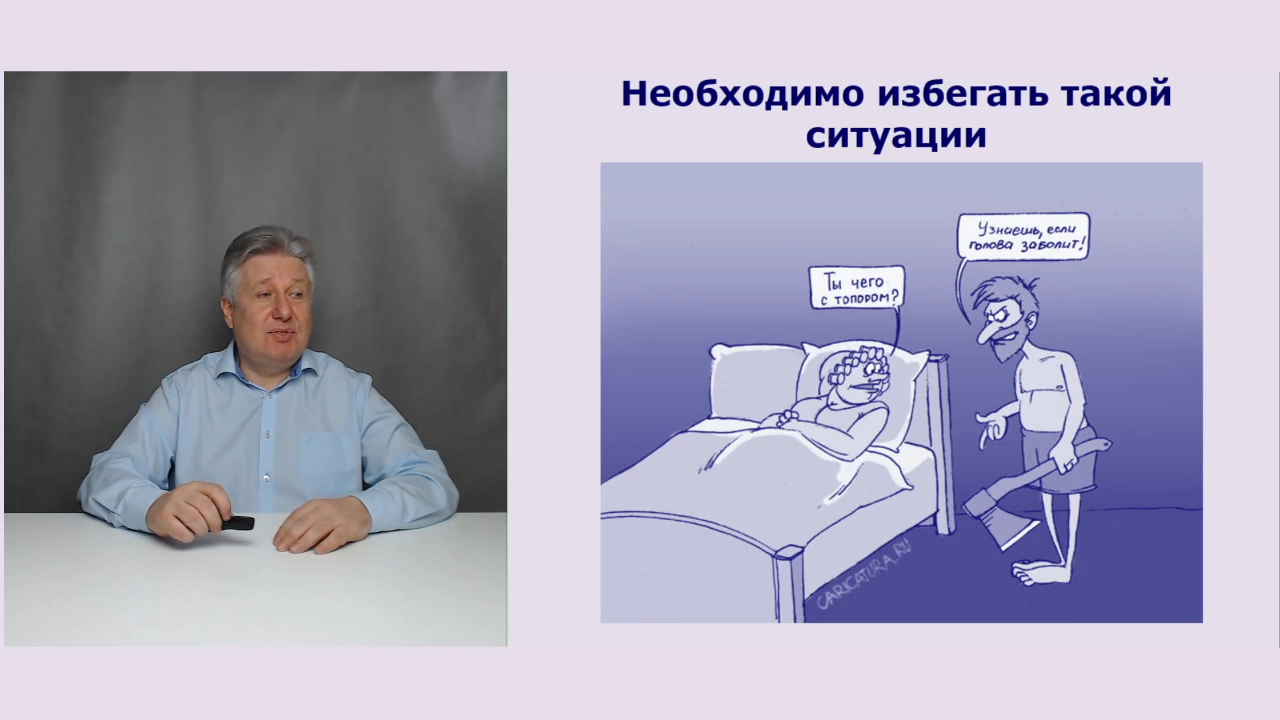 Необходимо избегать такой
ситуации
Узнаешь, если
голова заболит!
Ты чего
с топором?
CARICATURA.RU